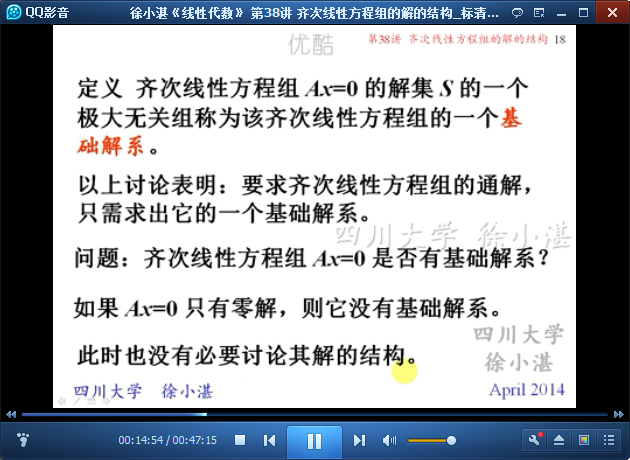 QQ影音
徐小湛《线性代数》 第38讲 齐次线性方程组的解的结构_标清...
优酷
第38讲 齐次线性方程组的解的结构 18
定义 齐次线性方程组 Ax=0 的解集 S 的一个
极大无关组称为该齐次线性方程组的一个基
础解系。
以上讨论表明：要求齐次线性方程组的通解，
只需求出它的一个基础解系。
四川大学 徐小湛
问题：齐次线性方程组 Ax=0 是否有基础解系？
如果 Ax=0 只有零解，则它没有基础解系。
四川大学
徐小湛
此时也没有必要讨论其解的结构。
四川大学 徐小湛
April 2014
00:14:54 / 00:47:15